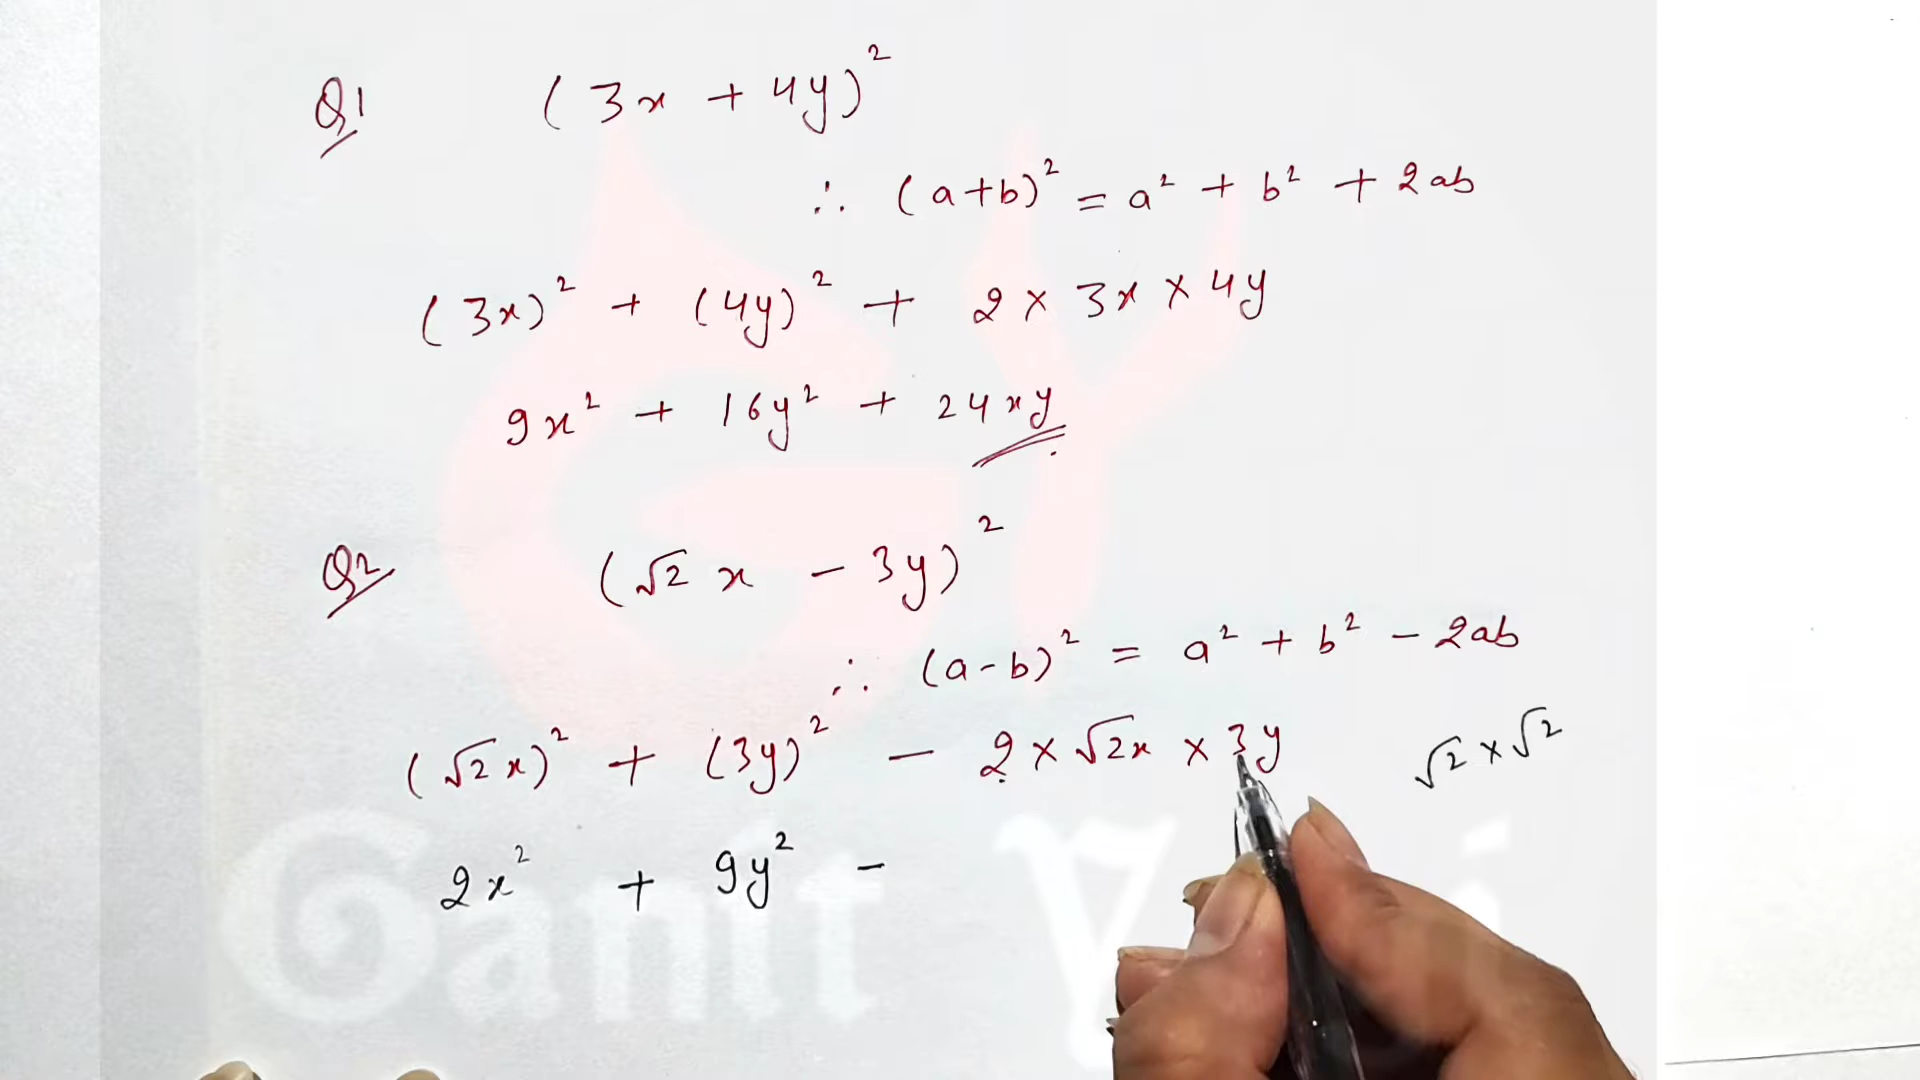 Q1 (3x + 4y)²
∴ (a+b)² = a² + b² + 2ab
(3x)² + (4y)² + 2 × 3x × 4y
9x² + 16y² + 24xy
Q2 (√2 x - 3y)²
∴ (a-b)² = a² + b² - 2ab
(√2x)² + (3y)² - 2 × √2x × 3y √2 × √2
2x² + 9y² -